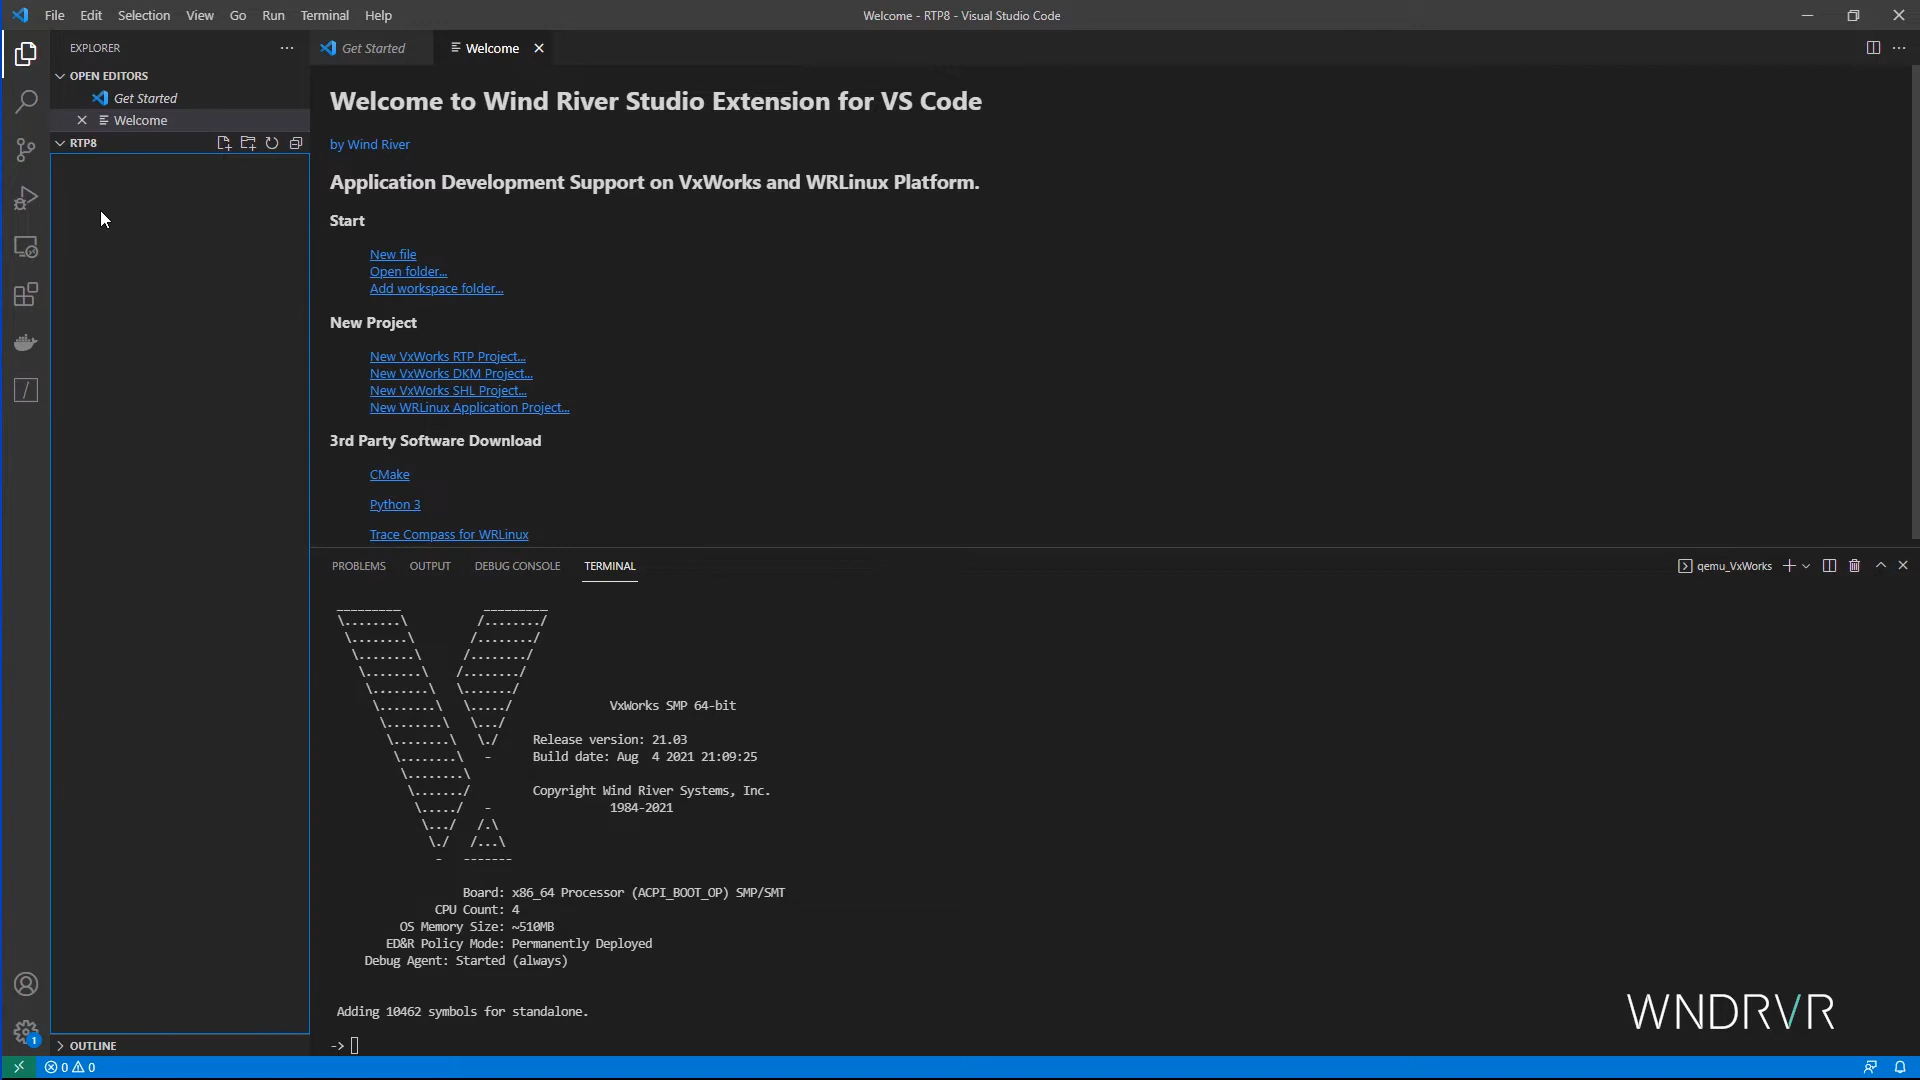 File Edit Selection View Go Run Terminal Help
Welcome - RTP8 - Visual Studio Code
EXPLORER
OPEN EDITORS
Get Started
Welcome
RTP8
OUTLINE
Get Started
Welcome
Welcome to Wind River Studio Extension for VS Code
by Wind River
Application Development Support on VxWorks and WRLinux Platform.
Start
New file
Open folder...
Add workspace folder...
New Project
New VxWorks RTP Project...
New VxWorks DKM Project...
New VxWorks SHL Project...
New WRLinux Application Project...
3rd Party Software Download
CMake
Python 3
Trace Compass for WRLinux
PROBLEMS OUTPUT DEBUG CONSOLE TERMINAL
qemu_VxWorks
VxWorks SMP 64-bit
Release version: 21.03
Build date: Aug  4 2021 21:09:25
Copyright Wind River Systems, Inc.
1984-2021
Board: x86_64 Processor (ACPI_BOOT_OP) SMP/SMT
CPU Count: 4
OS Memory Size: ~510MB
ED&R Policy Mode: Permanently Deployed
Debug Agent: Started (always)
Adding 10462 symbols for standalone.
->
WNDRVR
1
0 0